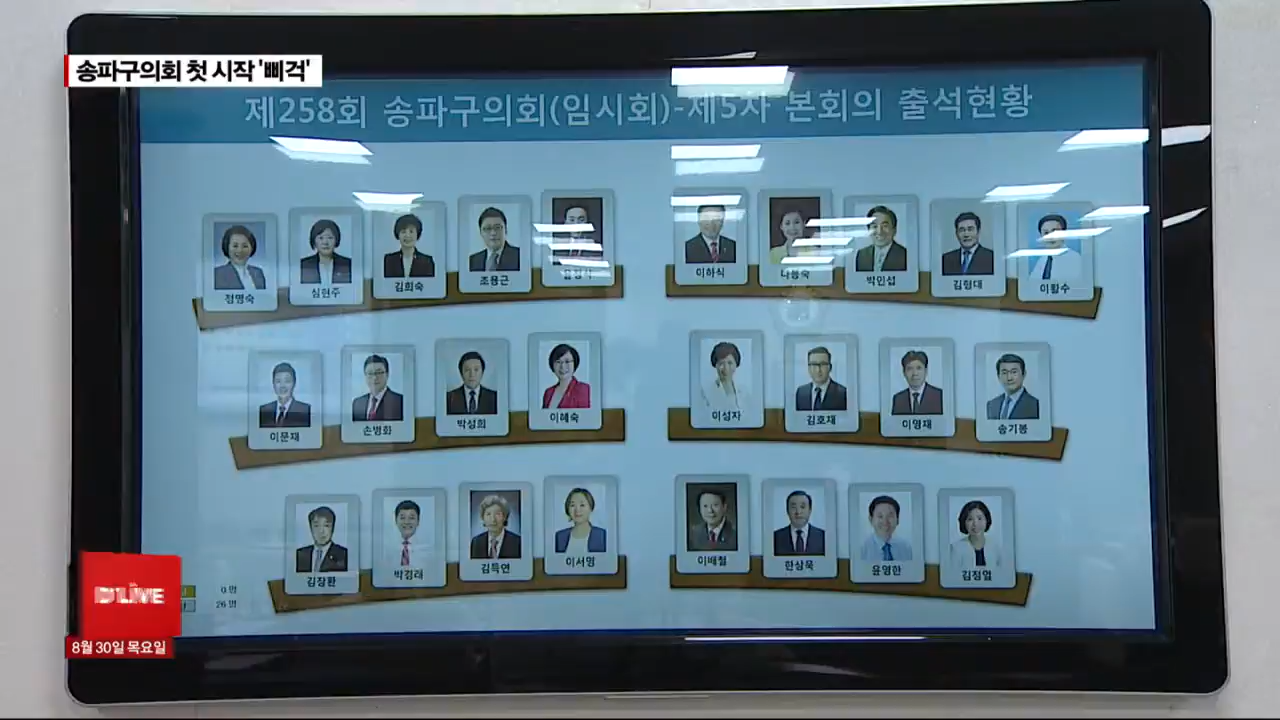 송파구의회 첫 시작 '삐걱'
제258회 송파구의회(임시회)-제5차 본회의 출석현황
정명숙 심현주 김희숙 조용근
이하식 나봉숙 박인섭 김형대 이황수
이문재 손병화 박성희 이혜숙
이성자 김호재 이영재 송기봉
김장환 박경래 김득연 이서영
이배철 한상욱 윤영한 김정열
0 명
26 명
D'LIVE
8월 30일 목요일